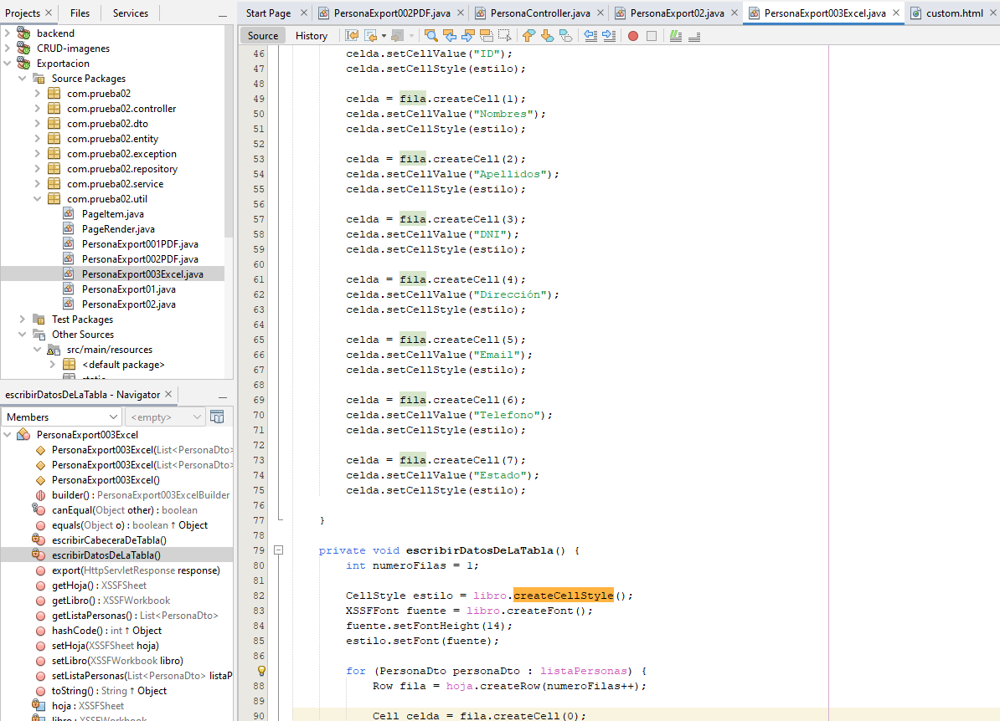 Projects
Files
Services
backend
CRUD-imagenes
Exportacion
Source Packages
com.prueba02
com.prueba02.controller
com.prueba02.dto
com.prueba02.entity
com.prueba02.exception
com.prueba02.repository
com.prueba02.service
com.prueba02.util
PageItem.java
PageRender.java
PersonaExport001PDF.java
PersonaExport002PDF.java
PersonaExport003Excel.java
PersonaExport01.java
PersonaExport02.java
Test Packages
Other Sources
src/main/resources
<default package>
escribirDatosDeLaTabla - Navigator
Members
<empty>
PersonaExport003Excel
PersonaExport003Excel(List<PersonaDto>
PersonaExport003Excel(List<PersonaDto>
PersonaExport003Excel()
builder() : PersonaExport003ExcelBuilder
canEqual(Object other) : boolean
equals(Object o) : boolean ↑ Object
escribirCabeceraDeTabla()
escribirDatosDeLaTabla()
export(HttpServletResponse response)
getHoja() : XSSFSheet
getLibro() : XSSFWorkbook
getListaPersonas() : List<PersonaDto>
hashCode() : int ↑ Object
setHoja(XSSFSheet hoja)
setLibro(XSSFWorkbook libro)
setListaPersonas(List<PersonaDto> listaP
toString() : String ↑ Object
hoja : XSSFSheet
libro : XSSFWorkbook
Start Page
PersonaExport002PDF.java
PersonaController.java
PersonaExport02.java
PersonaExport003Excel.java
custom.html
Source
History
46 celda.setCellValue("ID");
47 celda.setCellStyle(estilo);
48
49 celda = fila.createCell(1);
50 celda.setCellValue("Nombres");
51 celda.setCellStyle(estilo);
52
53 celda = fila.createCell(2);
54 celda.setCellValue("Apellidos");
55 celda.setCellStyle(estilo);
56
57 celda = fila.createCell(3);
58 celda.setCellValue("DNI");
59 celda.setCellStyle(estilo);
60
61 celda = fila.createCell(4);
62 celda.setCellValue("Dirección");
63 celda.setCellStyle(estilo);
64
65 celda = fila.createCell(5);
66 celda.setCellValue("Email");
67 celda.setCellStyle(estilo);
68
69 celda = fila.createCell(6);
70 celda.setCellValue("Telefono");
71 celda.setCellStyle(estilo);
72
73 celda = fila.createCell(7);
74 celda.setCellValue("Estado");
75 celda.setCellStyle(estilo);
76
77 }
78
79 private void escribirDatosDeLaTabla() {
80 int numeroFilas = 1;
81
82 CellStyle estilo = libro.createCellStyle();
83 XSSFFont fuente = libro.createFont();
84 fuente.setFontHeight(14);
85 estilo.setFont(fuente);
86
for (PersonaDto personaDto : listaPersonas) {
88 Row fila = hoja.createRow(numeroFilas++);
89
90 Cell celda = fila.createCell(0);